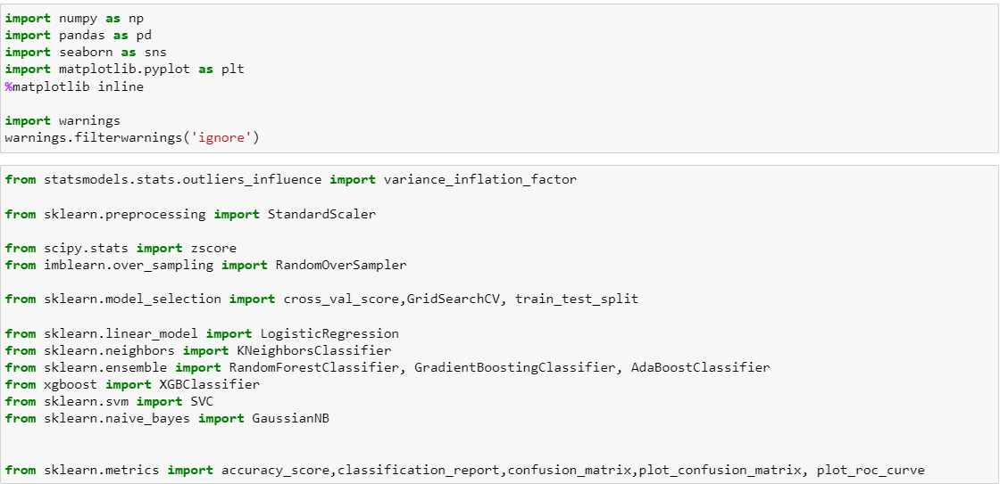 import numpy as np
import pandas as pd
import seaborn as sns
import matplotlib.pyplot as plt
%matplotlib inline
import warnings
warnings.filterwarnings('ignore')
from statsmodels.stats.outliers_influence import variance_inflation_factor
from sklearn.preprocessing import StandardScaler
from scipy.stats import zscore
from imblearn.over_sampling import RandomOverSampler
from sklearn.model_selection import cross_val_score,GridSearchCV, train_test_split
from sklearn.linear_model import LogisticRegression
from sklearn.neighbors import KNeighborsClassifier
from sklearn.ensemble import RandomForestClassifier, GradientBoostingClassifier, AdaBoostClassifier
from xgboost import XGBClassifier
from sklearn.svm import SVC
from sklearn.naive_bayes import GaussianNB
from sklearn.metrics import accuracy_score,classification_report,confusion_matrix,plot_confusion_matrix, plot_roc_curve